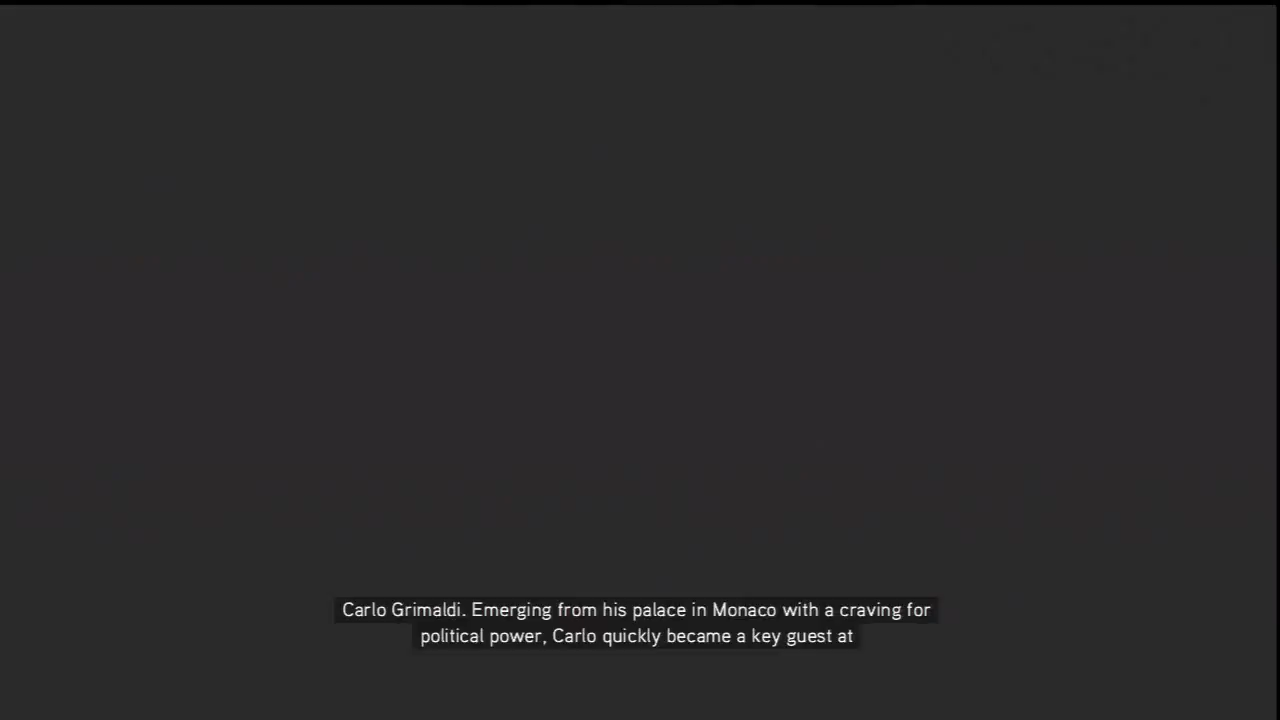 Carlo Grimaldi. Emerging from his palace in Monaco with a craving for
political power, Carlo quickly became a key guest at